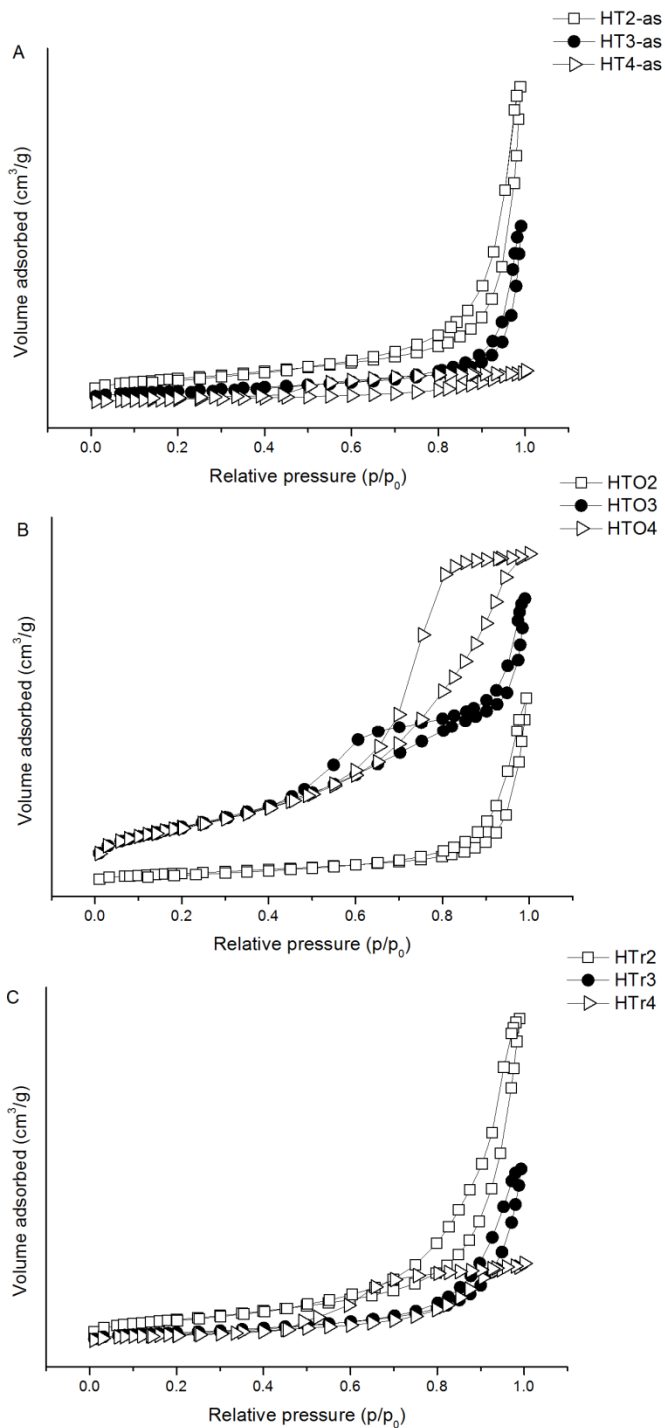 A
HT2-as
HT3-as
HT4-as
Volume adsorbed (cm³/g)
0.0 0.2 0.4 0.6 0.8 1.0
Relative pressure (p/p₀)
B
HTO2
HTO3
HTO4
Volume adsorbed (cm³/g)
0.0 0.2 0.4 0.6 0.8 1.0
Relative pressure (p/p₀)
C
HTr2
HTr3
HTr4
Volume adsorbed (cm³/g)
0.0 0.2 0.4 0.6 0.8 1.0
Relative pressure (p/p₀)